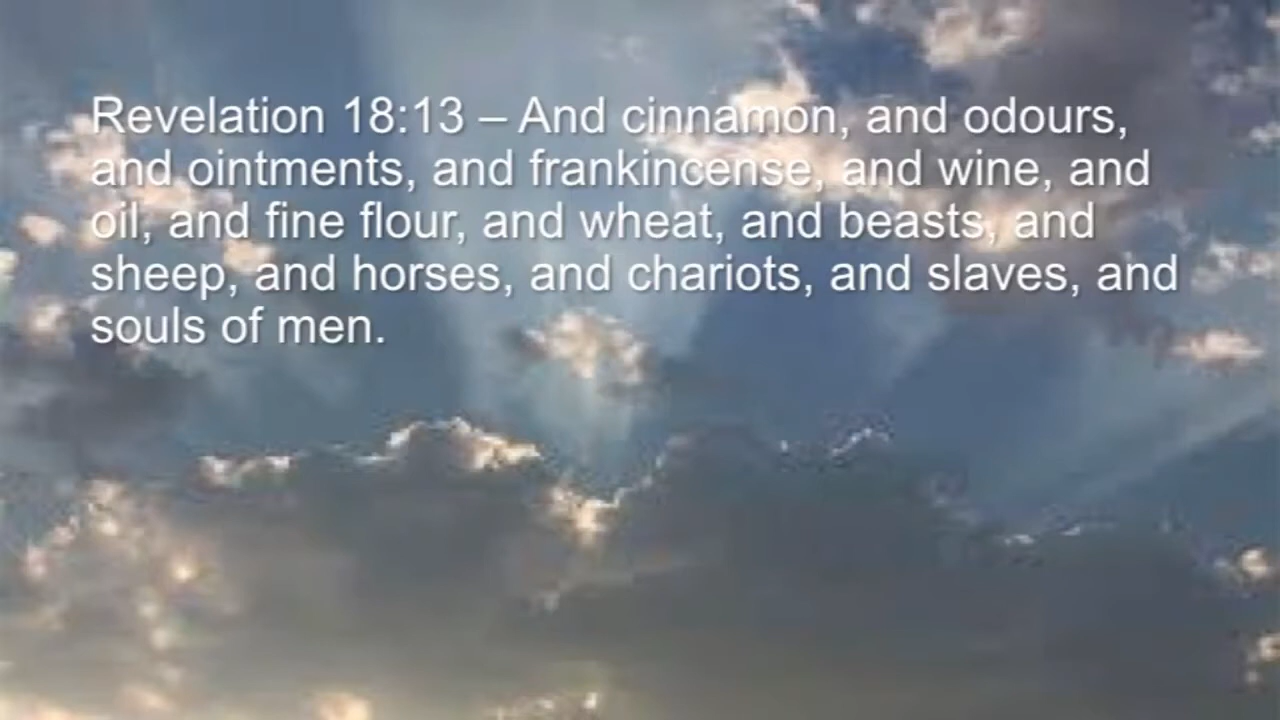 Revelation 18:13 – And cinnamon, and odours,
and ointments, and frankincense, and wine, and
oil, and fine flour, and wheat, and beasts, and
sheep, and horses, and chariots, and slaves, and
souls of men.